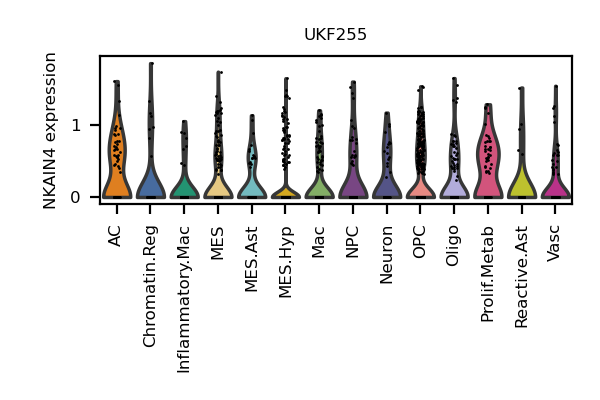 UKF255
NKAIN4 expression
1
0
AC
Chromatin.Reg
Inflammatory.Mac
MES
MES.Ast
MES.Hyp
Mac
NPC
Neuron
OPC
Oligo
Prolif.Metab
Reactive.Ast
Vasc